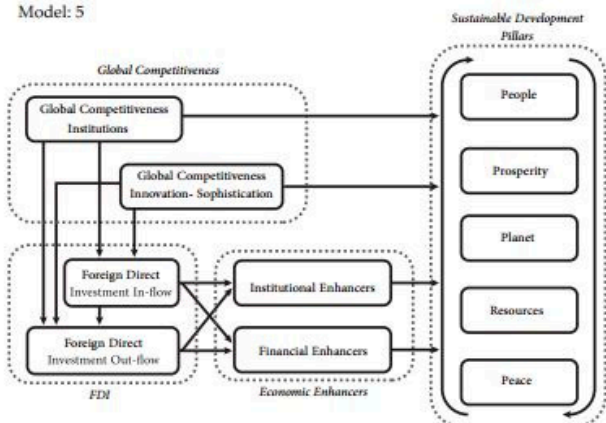 Model: 5
Sustainable Development
Pillars
Global Competitiveness
Global Competitiveness
Institutions
People
Global Competitiveness
Innovation- Sophistication
Prosperity
Planet
Foreign Direct
Investment In-flow
Institutional Enhancers
Resources
Foreign Direct
Investment Out-flow
Financial Enhancers
Peace
FDI
Economic Enhancers